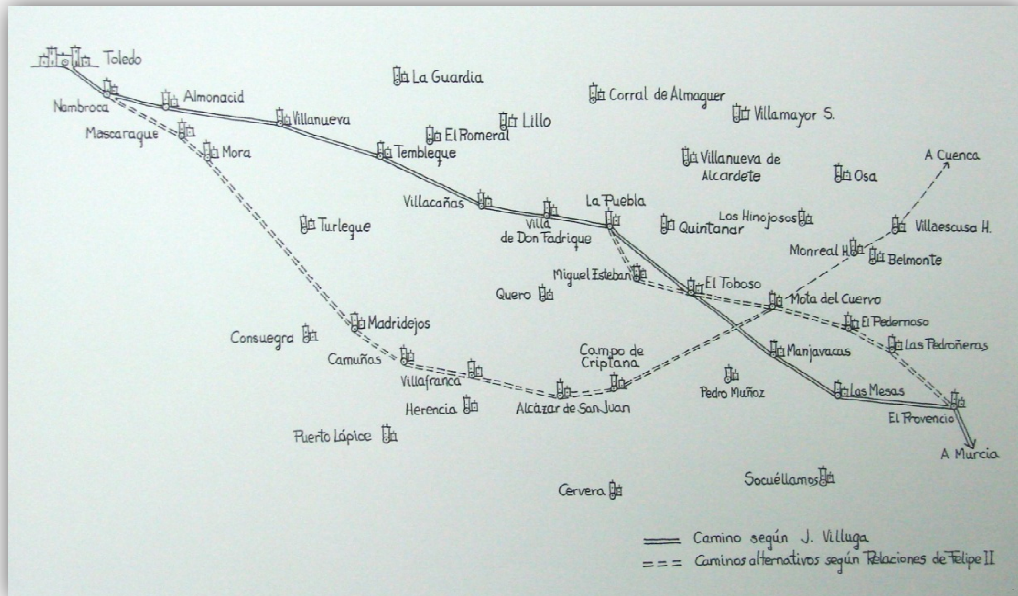 Toledo
La Guardia
Nambroca
Almonacid
Corral de Almaguer
Villamayor S.
Villanueva
Lillo
Mascaraque
Mora
El Romeral
Tembleque
Villanueva de
Alcardete
Osa
A Cuenca
Villacañas
La Puebla
Turleque
Villa
de Don Fadrique
Quintanar
Los Hinojosos
Villaescusa H.
Monreal H.
Belmonte
Miguel Esteban
El Toboso
Quero
Mota del Cuervo
Consuegra
Madridejos
El Pedernoso
Las Pedroñeras
Camuñas
Campo de
Criptana
Manjavacas
Villafranca
Herencia
Alcázar de San Juan
Pedro Muñoz
Las Mesas
El Provencio
Puerto Lápice
A Murcia
Cervera
Socuéllamos
Camino según J. Villuga
Caminos alternativos según Relaciones de Felipe II